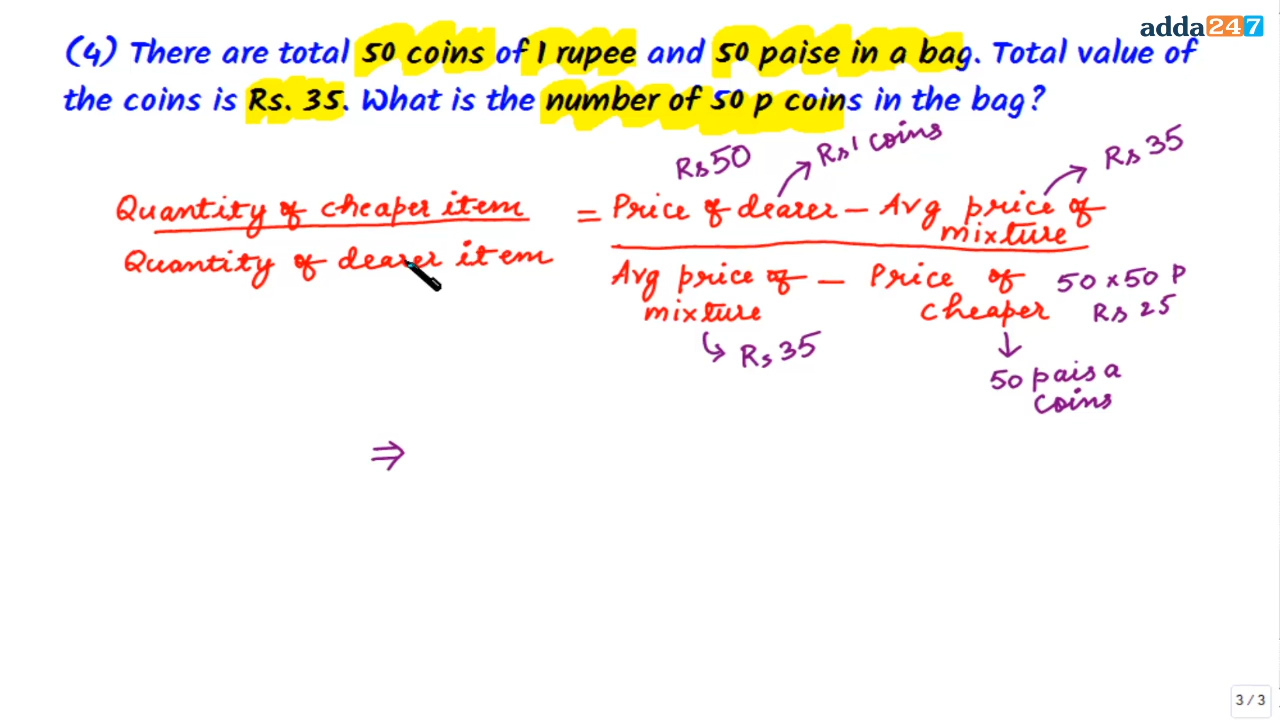 adda247
(4) There are total 50 coins of 1 rupee and 50 paise in a bag. Total value of
the coins is Rs. 35. What is the number of 50 p coins in the bag?
Rs 50
Rs 1 coins
Rs 35
Quantity of cheaper item
Quantity of dearer item
= Price of dearer - Avg price of
mixture
Avg price of
mixture
- Price of
cheaper
50 × 50 P
Rs 25
↳ Rs 35
↓
50 paisa
coins
⇒
3 / 3